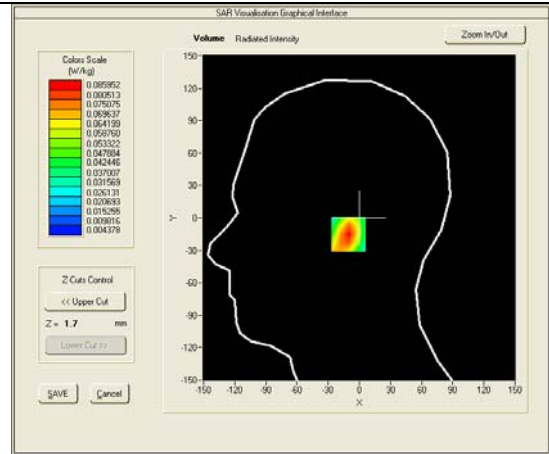 SAR Visualisation Graphical Interface
Volume Radiated Intensity
Zoom In/Out
Colors Scale
(W/kg)
0.085952
0.080513
0.075075
0.069637
0.064199
0.058760
0.053322
0.047884
0.042446
0.037007
0.031569
0.026131
0.020693
0.015255
0.009816
0.004378
Z Cuts Control
<< Upper Cut
Z = 1.7 mm
Lower Cut >>
SAVE Cancel
150
120
90
60
30
0
-30
-60
-90
-120
-150
Y
-150 -120 -90 -60 -30 0 30 60 90 120 150
X